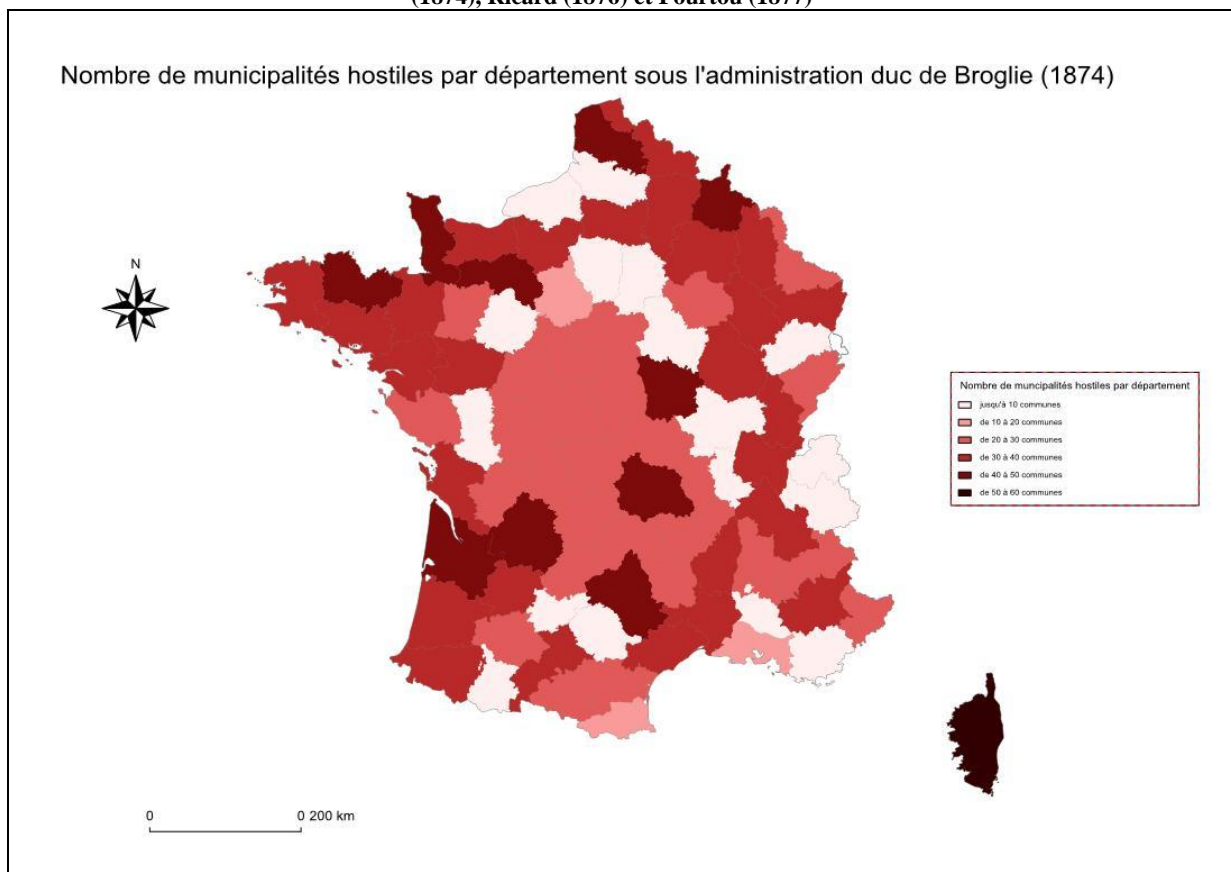 (1874), Ricard (1876) et Fourtou (1877)
Nombre de municipalités hostiles par département sous l'administration duc de Broglie (1874)
N
Nombre de muncipalités hostiles par département
jusqu'à 10 communes
de 10 à 20 communes
de 20 à 30 communes
de 30 à 40 communes
de 40 à 50 communes
de 50 à 60 communes
0 0 200 km